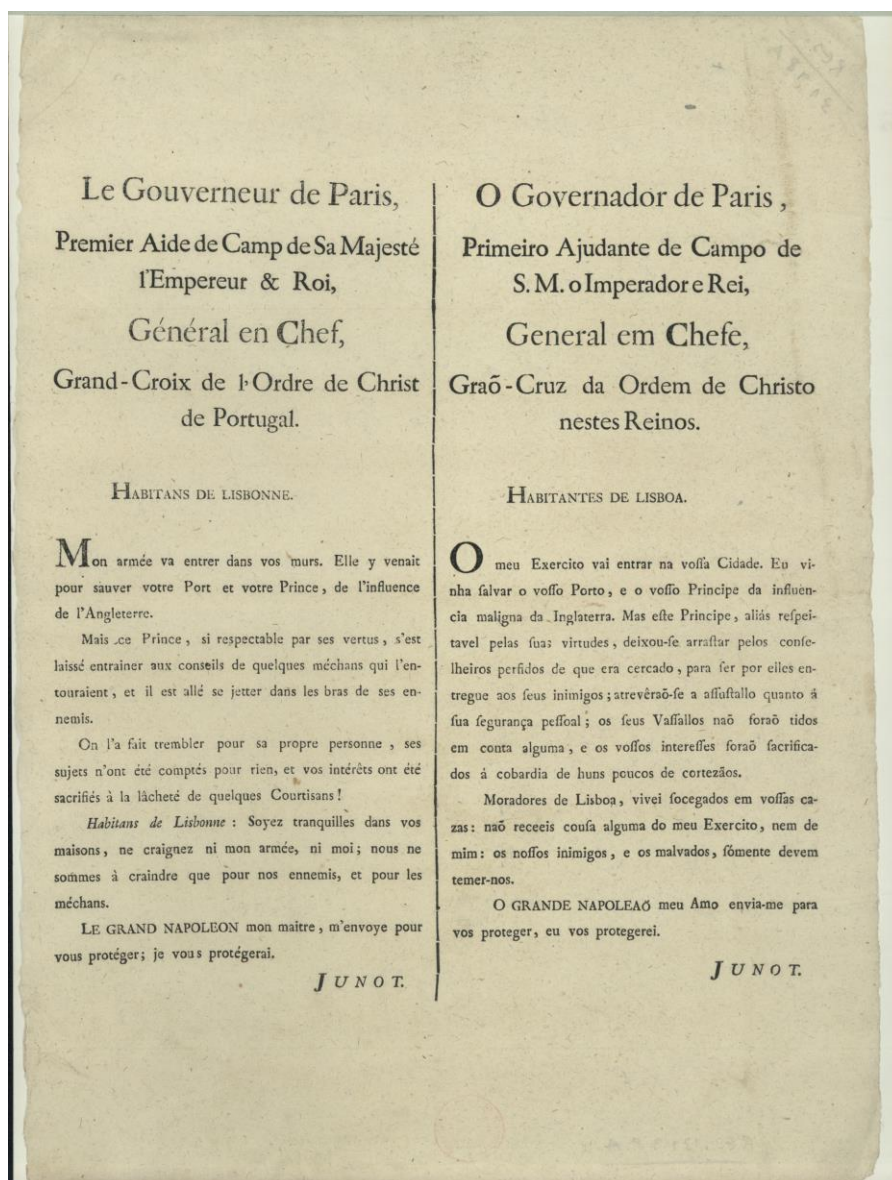 Le Gouverneur de Paris,
Premier Aide de Camp de Sa Majesté
l'Empereur & Roi,
Général en Chef,
Grand-Croix de l'Ordre de Christ
de Portugal.
HABITANS DE LISBONNE.
Mon armée va entrer dans vos murs. Elle y venait
pour sauver votre Port et votre Prince, de l'influence
de l'Angleterre.
Mais ce Prince, si respectable par ses vertus, s'est
laissé entrainer aux conseils de quelques méchans qui l'en-
touraient, et il est allé se jetter dans les bras de ses en-
nemis.
On l'a fait trembler pour sa propre personne, ses
sujets n'ont été comptés pour rien, et vos intérêts ont été
sacrifiés à la lâcheté de quelques Courtisans!
Habitans de Lisbonne: Soyez tranquilles dans vos
maisons, ne craignez ni mon armée, ni moi; nous ne
sommes à craindre que pour nos ennemis, et pour les
méchans.
LE GRAND NAPOLEON mon maitre, m'envoye pour
vous protéger; je vous protégerai.
JUNOT.
O Governador de Paris,
Primeiro Ajudante de Campo de
S. M. o Imperador e Rei,
General em Chefe,
Graõ-Cruz da Ordem de Christo
nestes Reinos.
HABITANTES DE LISBOA.
O meu Exercito vai entrar na voſſa Cidade. Eu vi-
nha ſalvar o voſſo Porto, e o voſſo Principe da influen-
cia maligna da Inglaterra. Mas eſte Principe, aliás reſpei-
tavel pelas ſuas virtudes, deixou-ſe arraſtar pelos conſe-
lheiros perfidos de que era cercado, para ſer por elles en-
tregue aos ſeus inimigos; atrevêraõ-ſe a aſſuſtallo quanto á
ſua ſegurança peſſoal; os ſeus Vaſſallos naõ foraõ tidos
em conta alguma, e os voſſos intereſſes foraõ ſacrifica-
dos á cobardia de huns poucos de cortezãos.
Moradores de Lisboa, vivei ſocegados em voſſas ca-
zas: naõ receeis couſa alguma do meu Exercito, nem de
mim: os noſſos inimigos, e os malvados, ſómente devem
temer-nos.
O GRANDE NAPOLEAÕ meu Amo envia-me para
vos proteger, eu vos protegerei.
JUNOT.